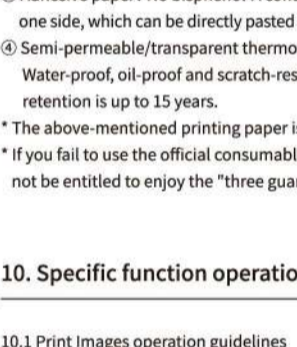 one side, which can be directly pasted
④ Semi-permeable/transparent thermo
Water-proof, oil-proof and scratch-res
retention is up to 15 years.
* The above-mentioned printing paper is
* If you fail to use the official consumabl
not be entitled to enjoy the "three gua
10. Specific function operatio
10.1 Print Images operation guidelines